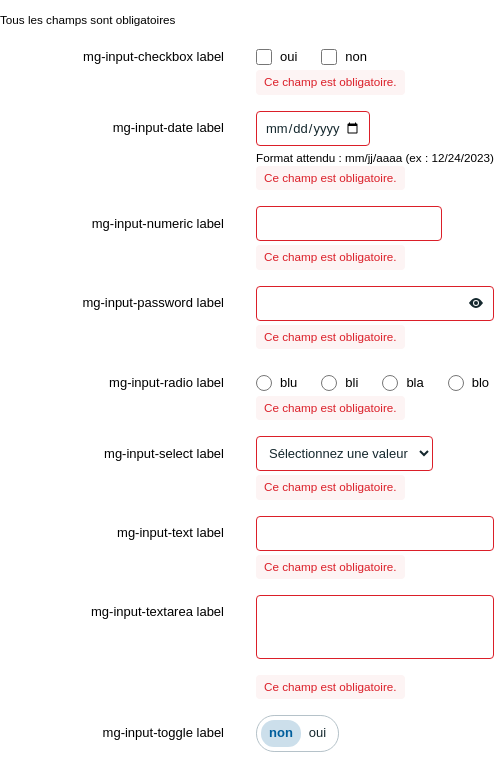 Tous les champs sont obligatoires
mg-input-checkbox label oui non
Ce champ est obligatoire.
mg-input-date label mm/dd/yyyy
Format attendu : mm/jj/aaaa (ex : 12/24/2023)
Ce champ est obligatoire.
mg-input-numeric label
Ce champ est obligatoire.
mg-input-password label
Ce champ est obligatoire.
mg-input-radio label blu bli bla blo
Ce champ est obligatoire.
mg-input-select label Sélectionnez une valeur
Ce champ est obligatoire.
mg-input-text label
Ce champ est obligatoire.
mg-input-textarea label
Ce champ est obligatoire.
mg-input-toggle label non oui